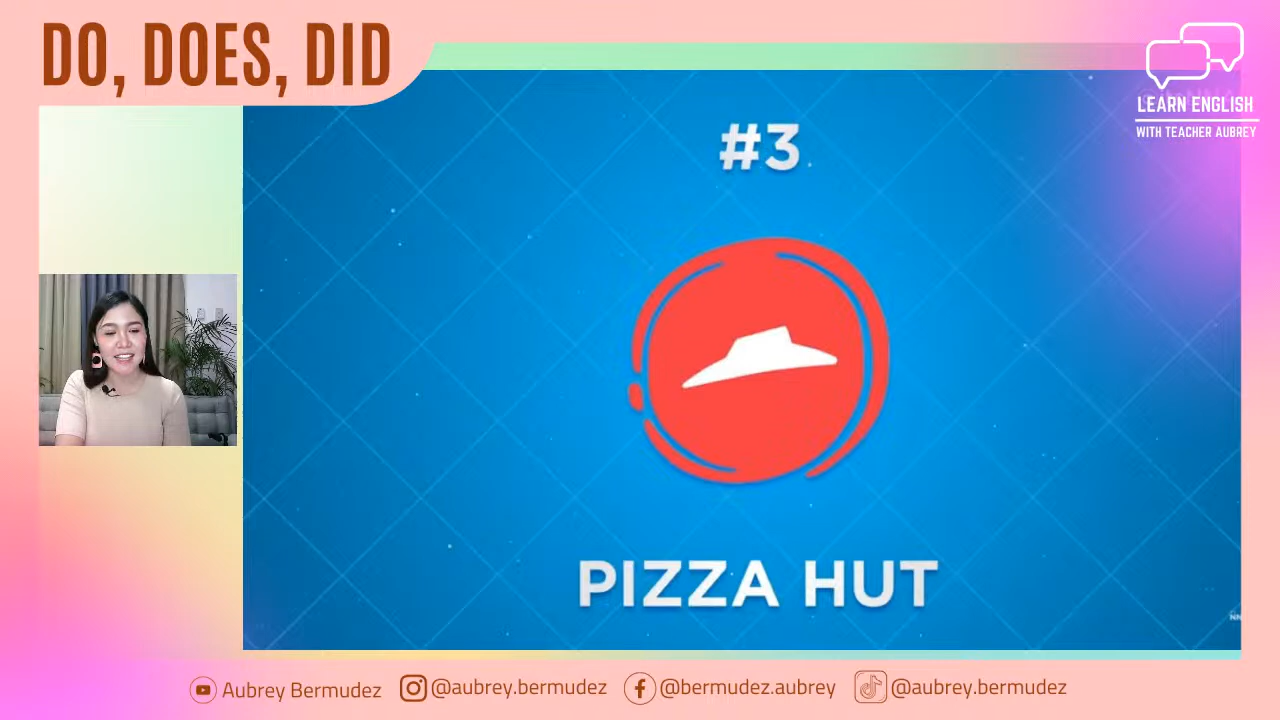 DO, DOES, DID
LEARN ENGLISH
WITH TEACHER AUBREY
#3
PIZZA HUT
Aubrey Bermudez
@aubrey.bermudez
@bermudez.aubrey
@aubrey.bermudez